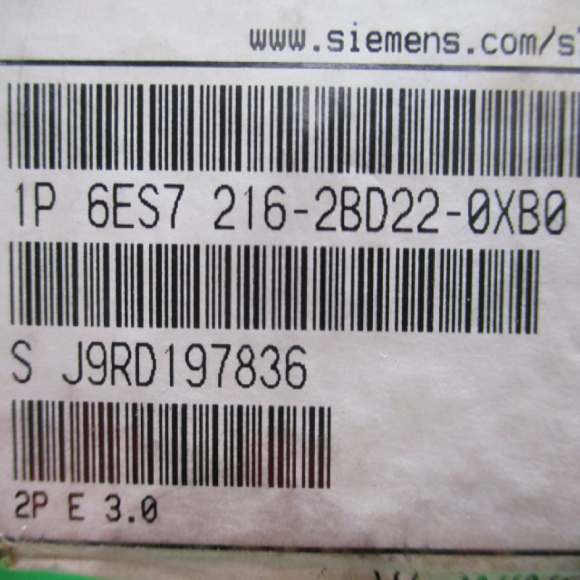 www.siemens.com/s
1P 6ES7 216-2BD22-0XB0
S J9RD197836
2P E 3.0